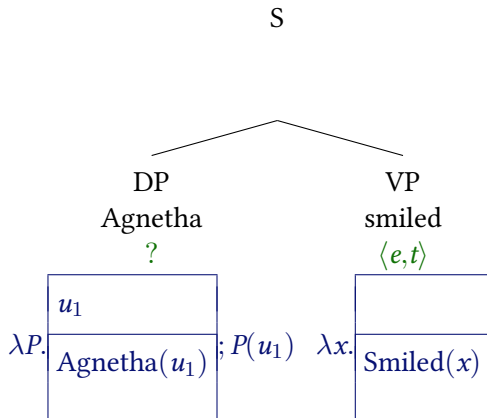 S
DP VP
Agnetha smiled
? ⟨e,t⟩
u₁
λP. Agnetha(u₁) ; P(u₁) λx. Smiled(x)